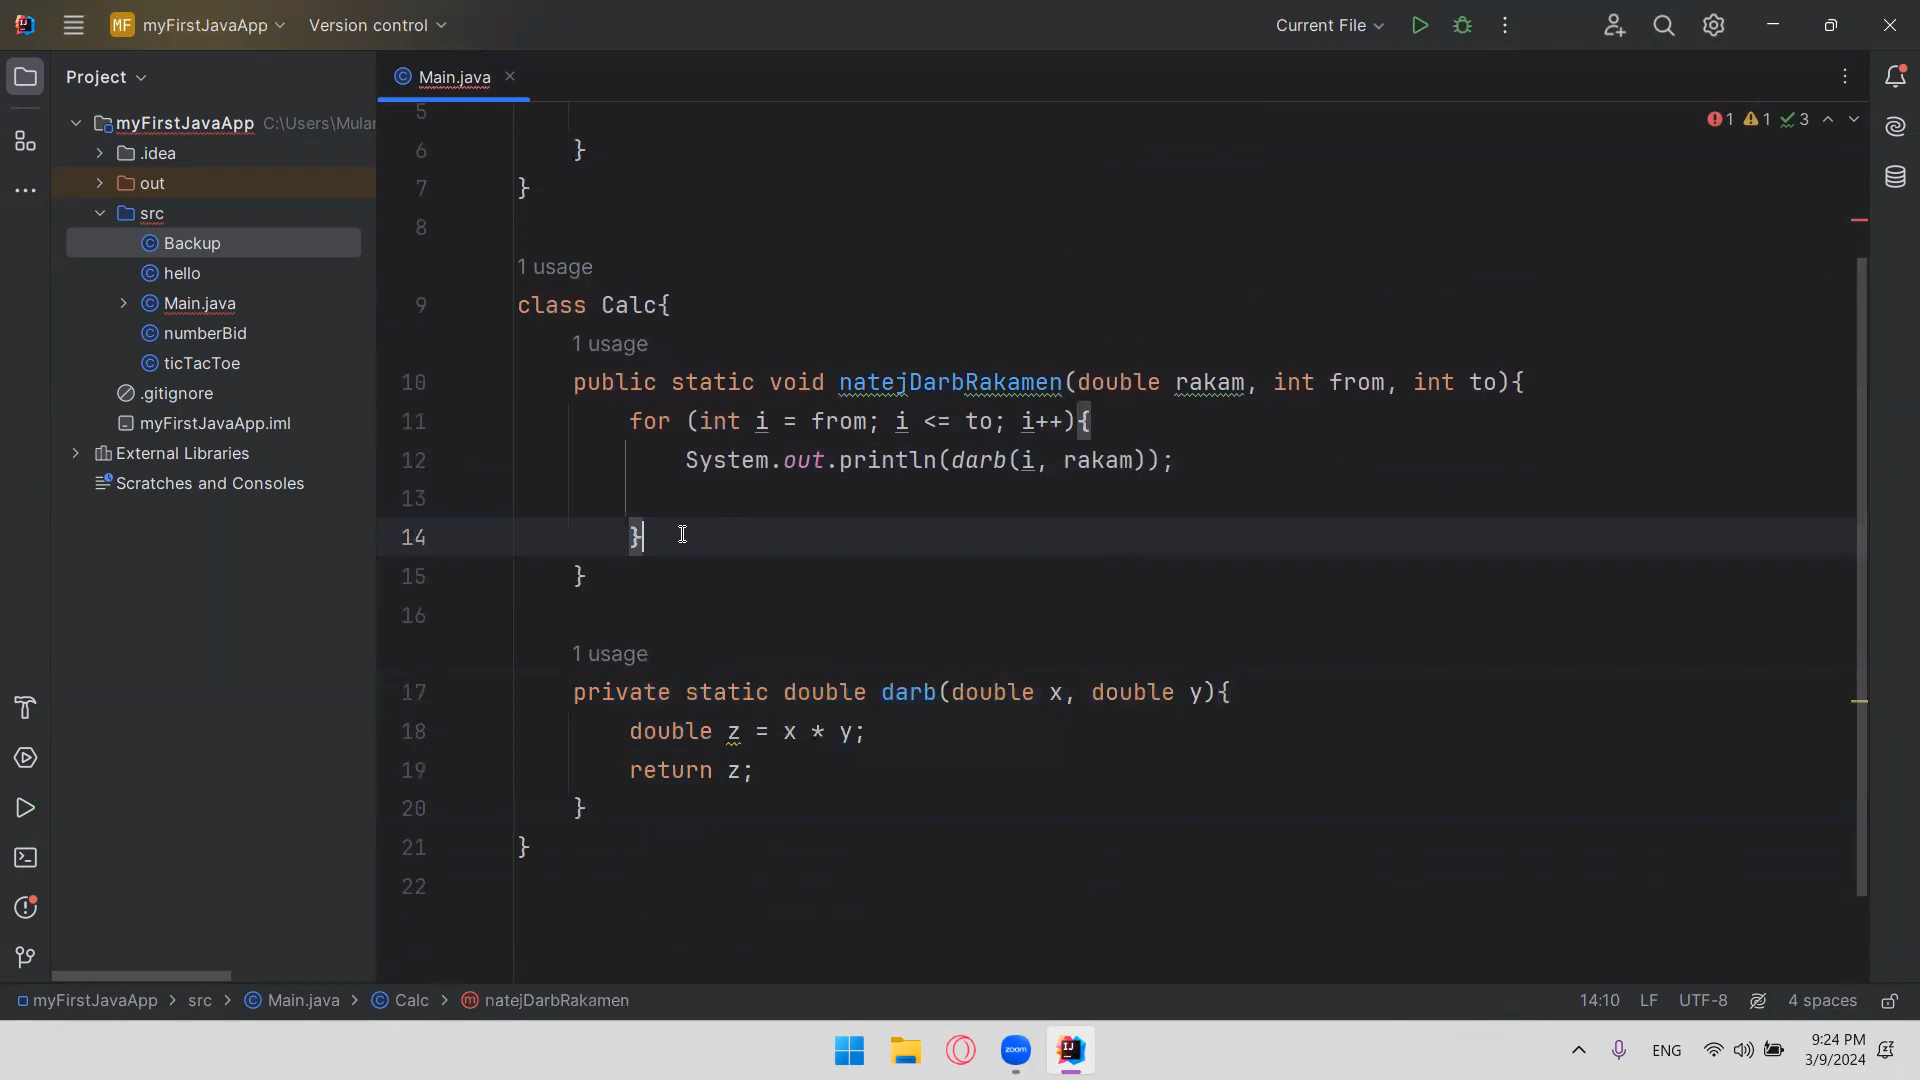 MF myFirstJavaApp Version control Current File
Project
Main.java
myFirstJavaApp C:\Users\Mular
.idea
out
src
Backup
hello
Main.java
numberBid
ticTacToe
.gitignore
myFirstJavaApp.iml
External Libraries
Scratches and Consoles
1 1 3
5
6 }
7 }
8
1 usage
9 class Calc{
1 usage
10 public static void natejDarbRakamen(double rakam, int from, int to){
11 for (int i = from; i <= to; i++){
12 System.out.println(darb(i, rakam));
13
14 }
15 }
16
1 usage
17 private static double darb(double x, double y){
18 double z = x * y;
19 return z;
20 }
21 }
22
myFirstJavaApp > src > Main.java > Calc > natejDarbRakamen 14:10 LF UTF-8 4 spaces
zoom
ENG
9:24 PM
3/9/2024